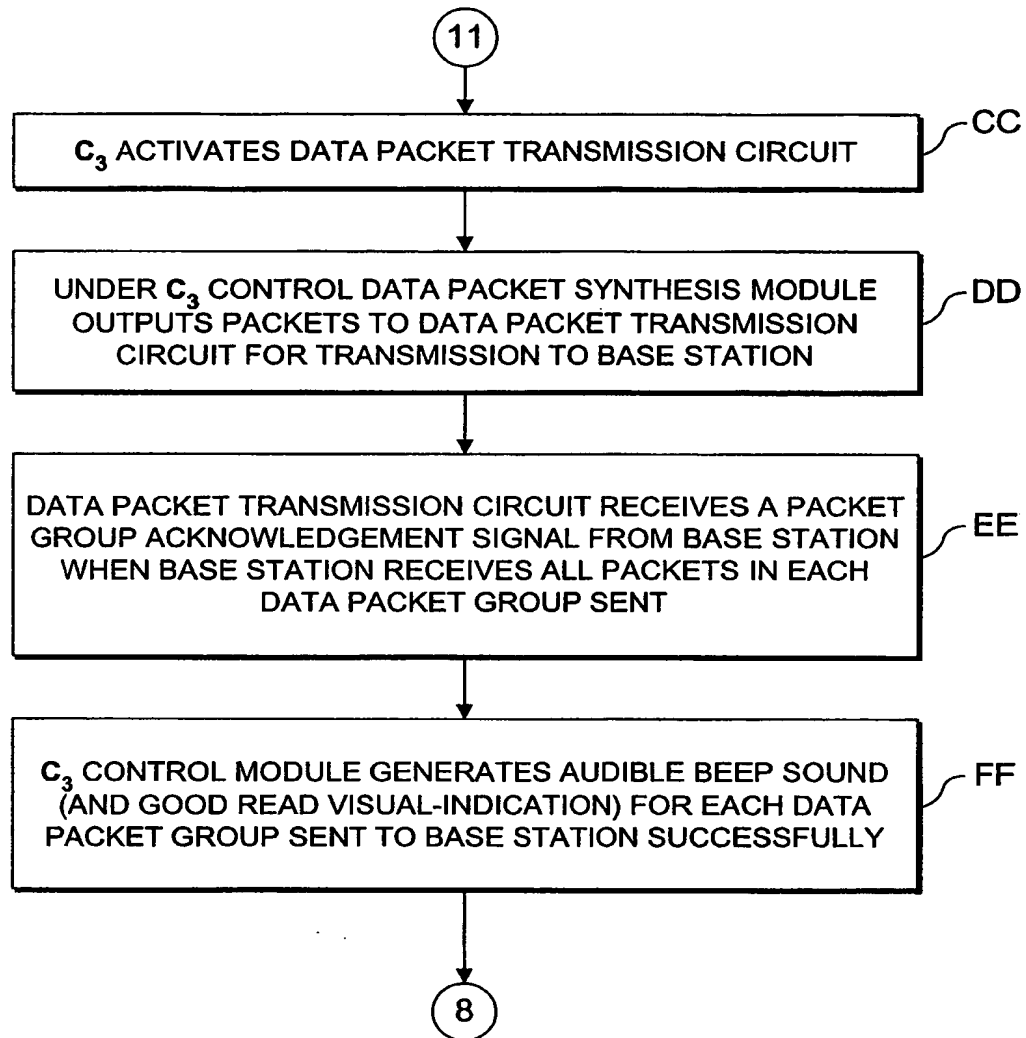 11
C₃ ACTIVATES DATA PACKET TRANSMISSION CIRCUIT
CC
UNDER C₃ CONTROL DATA PACKET SYNTHESIS MODULE
OUTPUTS PACKETS TO DATA PACKET TRANSMISSION
CIRCUIT FOR TRANSMISSION TO BASE STATION
DD
DATA PACKET TRANSMISSION CIRCUIT RECEIVES A PACKET
GROUP ACKNOWLEDGEMENT SIGNAL FROM BASE STATION
WHEN BASE STATION RECEIVES ALL PACKETS IN EACH
DATA PACKET GROUP SENT
EE
C₃ CONTROL MODULE GENERATES AUDIBLE BEEP SOUND
(AND GOOD READ VISUAL-INDICATION) FOR EACH DATA
PACKET GROUP SENT TO BASE STATION SUCCESSFULLY
FF
8